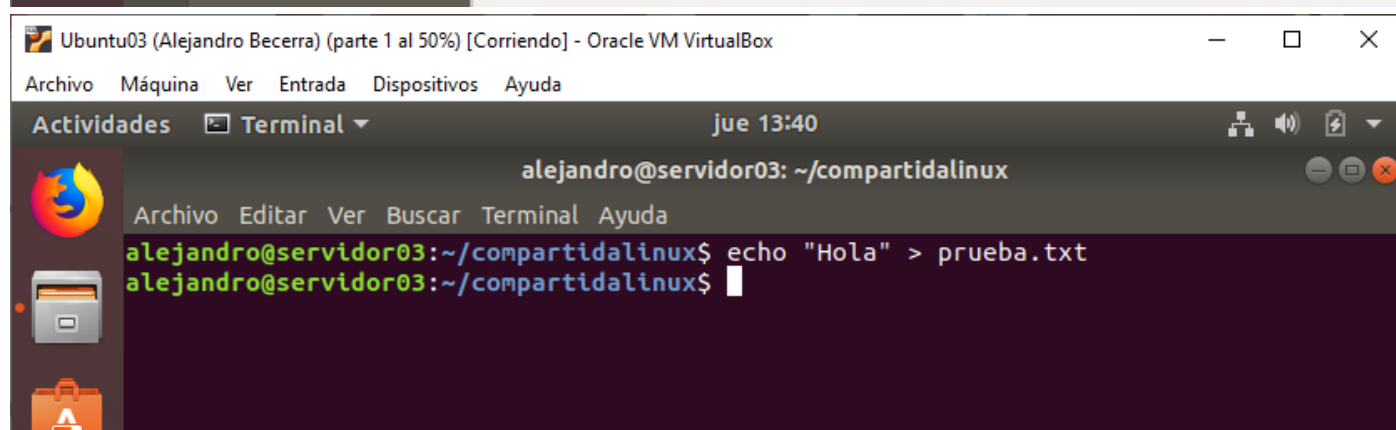 Ubuntu03 (Alejandro Becerra) (parte 1 al 50%) [Corriendo] - Oracle VM VirtualBox
Archivo Máquina Ver Entrada Dispositivos Ayuda
Actividades Terminal jue 13:40
alejandro@servidor03: ~/compartidalinux
Archivo Editar Ver Buscar Terminal Ayuda
alejandro@servidor03:~/compartidalinux$ echo "Hola" > prueba.txt
alejandro@servidor03:~/compartidalinux$